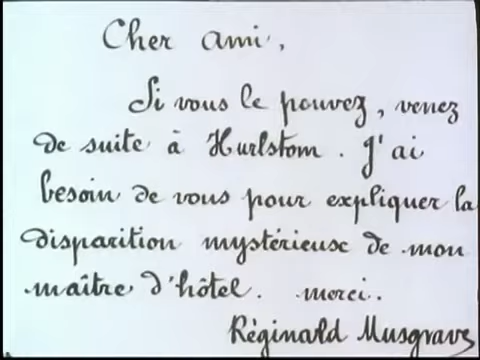 Cher ami,
Si vous le pouvez, venez
de suite à Hurlstom. J'ai
besoin de vous pour expliquer la
disparition mystérieuse de mon
maître d'hôtel. merci.
Réginald Musgrave